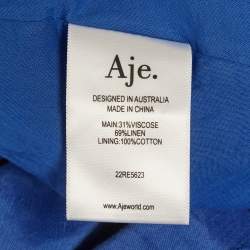 Aje.
DESIGNED IN AUSTRALIA
MADE IN CHINA
MAIN:31%VISCOSE
69%LINEN
LINING:100%COTTON
22RE5623
www.Ajeworld.com